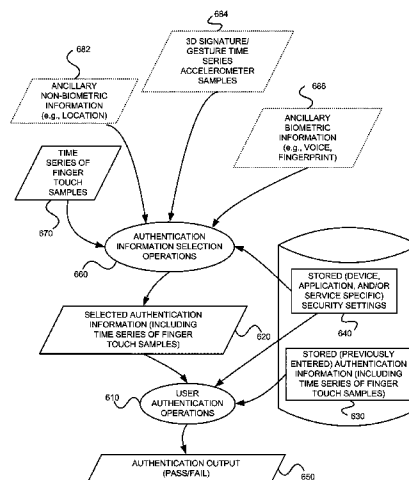 684
682
3D SIGNATURE/
GESTURE TIME
SERIES
ACCELEROMETER
SAMPLES
ANCILLARY
NON-BIOMETRIC
INFORMATION
(e.g., LOCATION)
686
ANCILLARY
BIOMETRIC
INFORMATION
(e.g., VOICE,
FINGERPRINT)
TIME
SERIES OF
FINGER
TOUCH
SAMPLES
670
AUTHENTICATION
INFORMATION SELECTION
OPERATIONS
660
STORED (DEVICE,
APPLICATION, AND/OR
SERVICE SPECIFIC)
SECURITY SETTINGS
640
SELECTED AUTHENTICATION
INFORMATION (INCLUDING
TIME SERIES OF FINGER
TOUCH SAMPLES)
620
STORED (PREVIOUSLY
ENTERED) AUTHENTICATION
INFORMATION (INCLUDING
TIME SERIES OF FINGER
TOUCH SAMPLES)
630
610
USER
AUTHENTICATION
OPERATIONS
AUTHENTICATION OUTPUT
(PASS/FAIL)
650